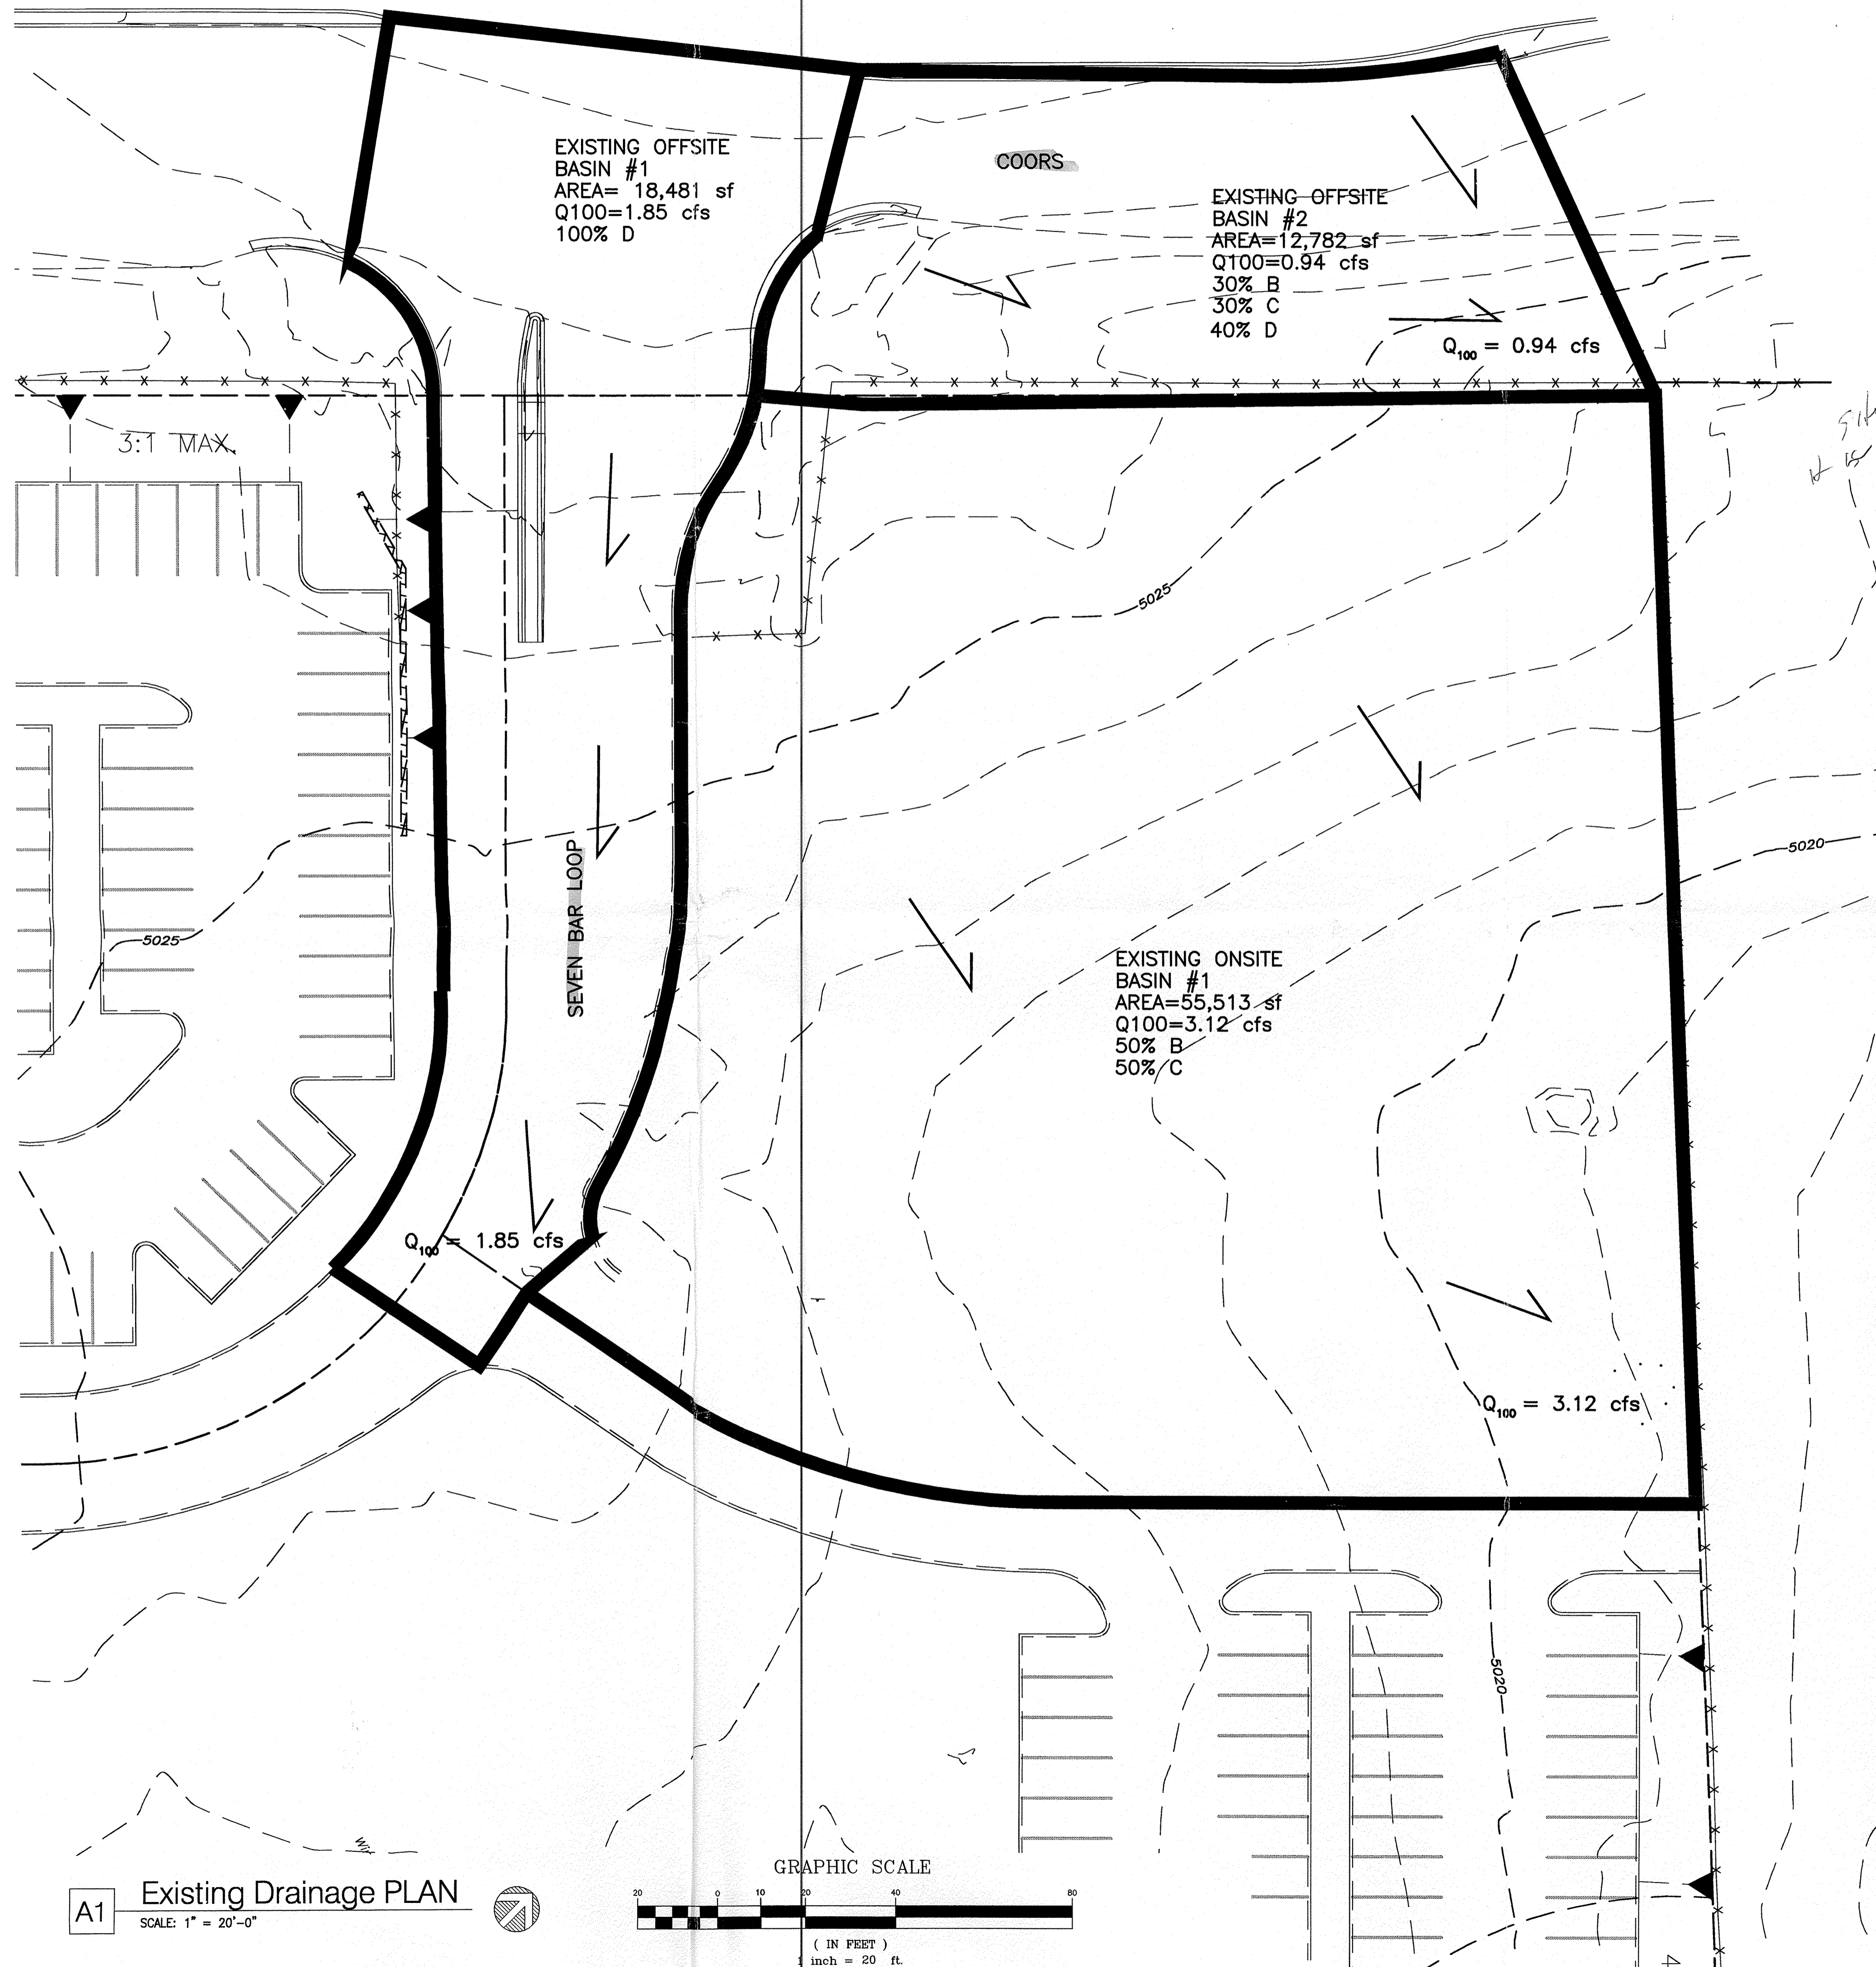 EXISTING OFFSITE
BASIN #1
AREA= 18,481 sf
Q100=1.85 cfs
100% D
COORS
EXISTING OFFSITE
BASIN #2
AREA=12,782 sf
Q100=0.94 cfs
30% B
30% C
40% D
Q100 = 0.94 cfs
3:1 MAX.
5025
5020
SEVEN BAR LOOP
5025
EXISTING ONSITE
BASIN #1
AREA=55,513 sf
Q100=3.12 cfs
50% B
50% C
Q100 = 1.85 cfs
Q100 = 3.12 cfs
5020
GRAPHIC SCALE
20 0 10 20 40 80
( IN FEET )
1 inch = 20 ft.
A1
Existing Drainage PLAN
SCALE: 1" = 20'-0"
4